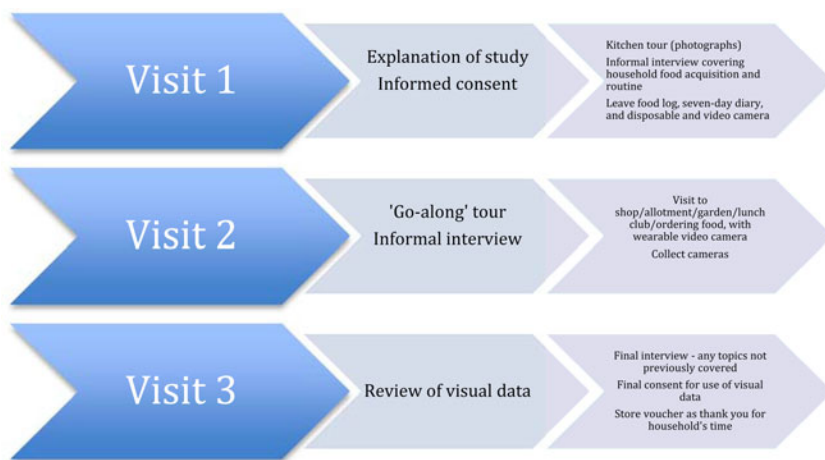 Visit 1
Explanation of study
Informed consent
Kitchen tour (photographs)
Informal interview covering
household food acquisition and
routine
Leave food log, seven-day diary,
and disposable and video camera
Visit 2
'Go-along' tour
Informal interview
Visit to
shop/allotment/garden/lunch
club/ordering food, with
wearable video camera
Collect cameras
Visit 3
Review of visual data
Final interview - any topics not
previously covered
Final consent for use of visual
data
Store voucher as thank you for
household's time